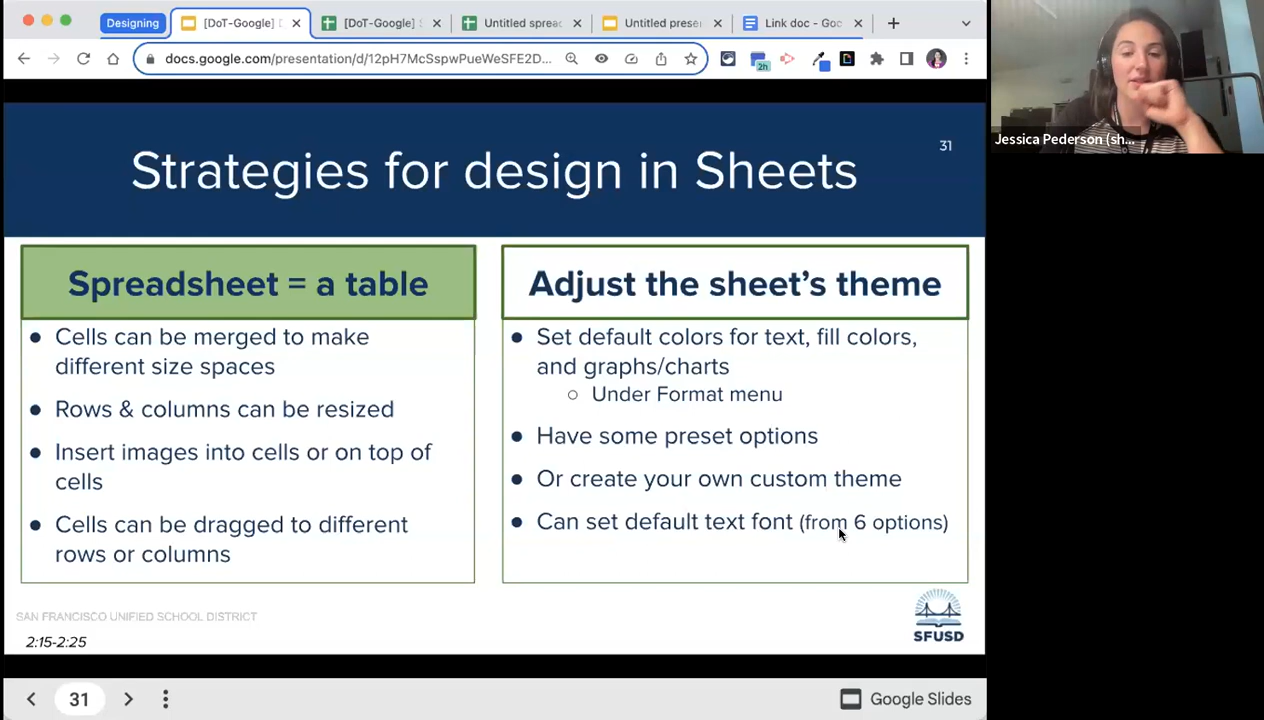 Designing
[DoT-Google] D
[DoT-Google] S
Untitled sprea
Untitled prese
Link doc - Goo
docs.google.com/presentation/d/12pH7McSspwPueWeSFE2D...
2h
Strategies for design in Sheets
31
Spreadsheet = a table
● Cells can be merged to make
different size spaces
● Rows & columns can be resized
● Insert images into cells or on top of
cells
● Cells can be dragged to different
rows or columns
Adjust the sheet's theme
● Set default colors for text, fill colors,
and graphs/charts
○ Under Format menu
● Have some preset options
● Or create your own custom theme
● Can set default text font (from 6 options)
SAN FRANCISCO UNIFIED SCHOOL DISTRICT
2:15-2:25
SFUSD
31
Google Slides
Jessica Pederson (sh...